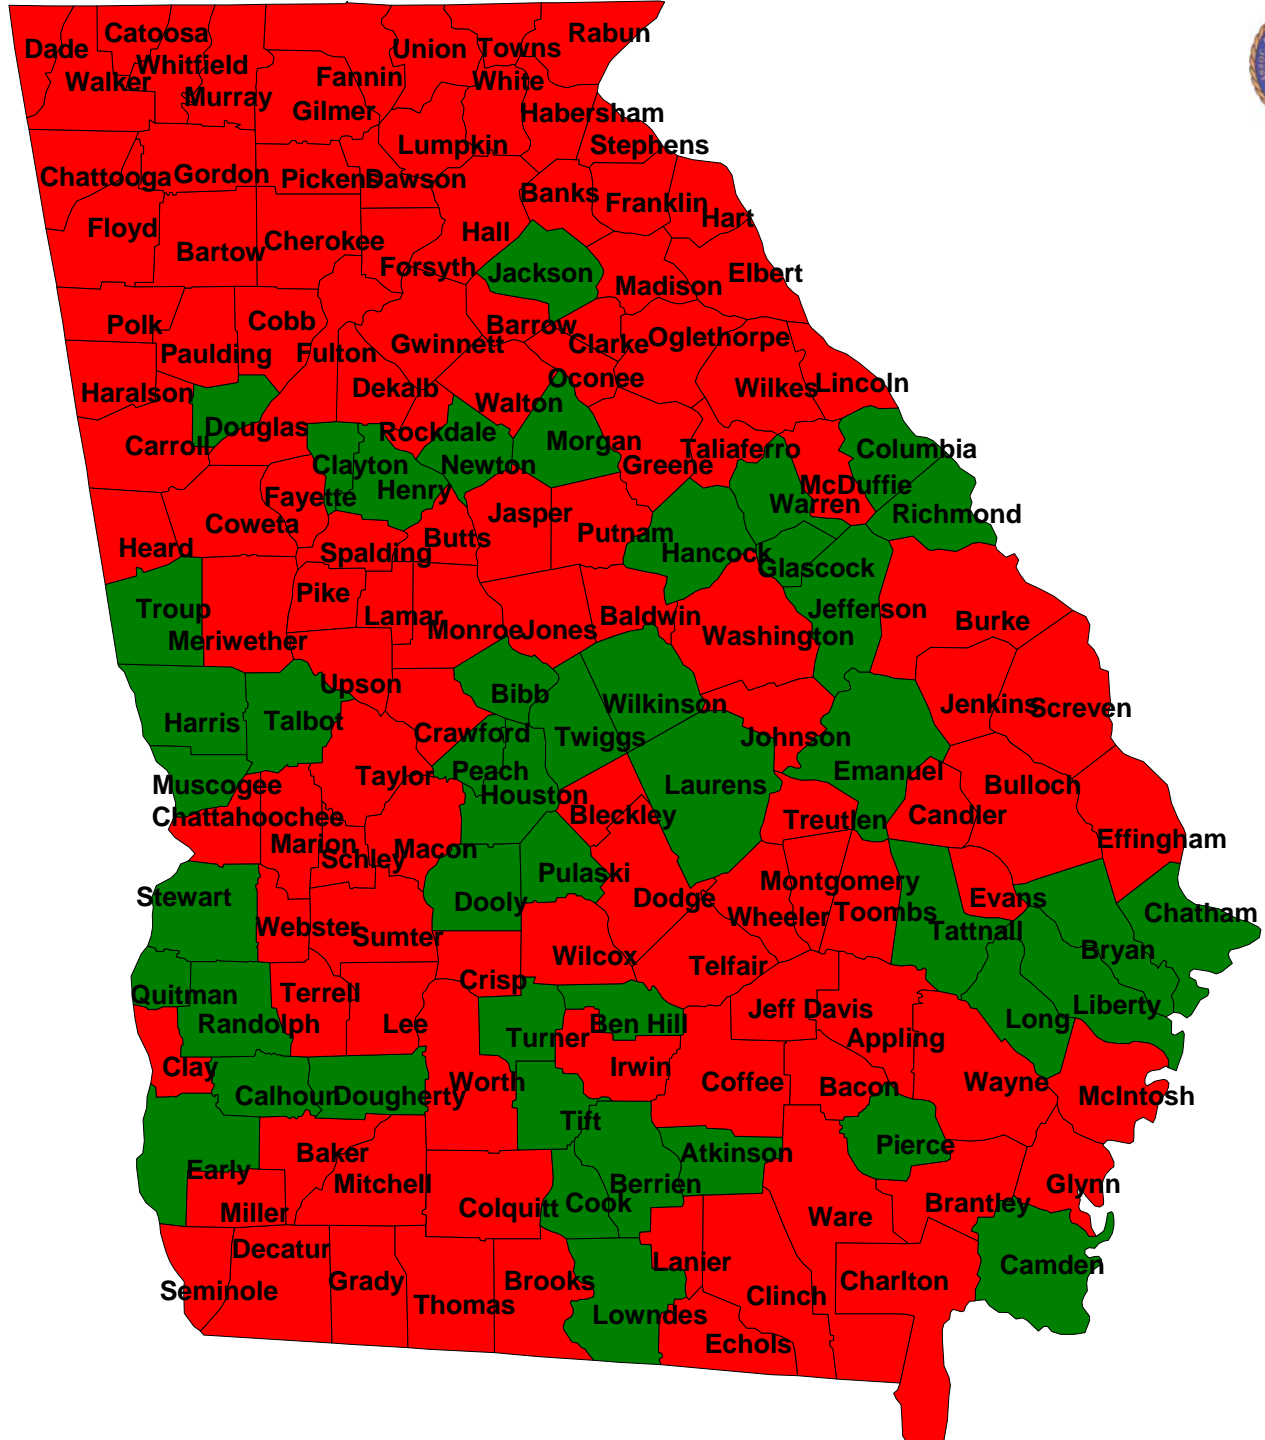 Dade
Catoosa
Walker
Whitfield
Murray
Fannin
Gilmer
Union
Towns
Rabun
White
Habersham
Stephens
Lumpkin
Chattooga
Gordon
Pickens
Dawson
Banks
Franklin
Hart
Floyd
Bartow
Cherokee
Forsyth
Hall
Jackson
Madison
Elbert
Polk
Paulding
Cobb
Fulton
Gwinnett
Barrow
Clarke
Oglethorpe
Haralson
Douglas
Dekalb
Walton
Oconee
Wilkes
Lincoln
Carroll
Clayton
Rockdale
Newton
Morgan
Greene
Taliaferro
Columbia
McDuffie
Warren
Richmond
Fayette
Henry
Heard
Coweta
Spalding
Butts
Jasper
Putnam
Hancock
Glascock
Troup
Meriwether
Pike
Lamar
Monroe
Jones
Baldwin
Washington
Jefferson
Burke
Harris
Talbot
Upson
Crawford
Bibb
Twiggs
Wilkinson
Johnson
Jenkins
Screven
Muscogee
Chattahoochee
Taylor
Peach
Houston
Bleckley
Laurens
Treutlen
Emanuel
Candler
Bulloch
Effingham
Marion
Schley
Macon
Dooly
Pulaski
Dodge
Wheeler
Montgomery
Toombs
Tattnall
Evans
Bryan
Chatham
Stewart
Webster
Sumter
Crisp
Wilcox
Telfair
Jeff Davis
Appling
Long
Liberty
Quitman
Randolph
Terrell
Lee
Turner
Ben Hill
Irwin
Coffee
Bacon
Wayne
McIntosh
Clay
Calhoun
Dougherty
Worth
Tift
Atkinson
Pierce
Early
Baker
Miller
Mitchell
Colquitt
Cook
Berrien
Ware
Brantley
Glynn
Seminole
Decatur
Grady
Thomas
Brooks
Lowndes
Lanier
Echols
Clinch
Charlton
Camden